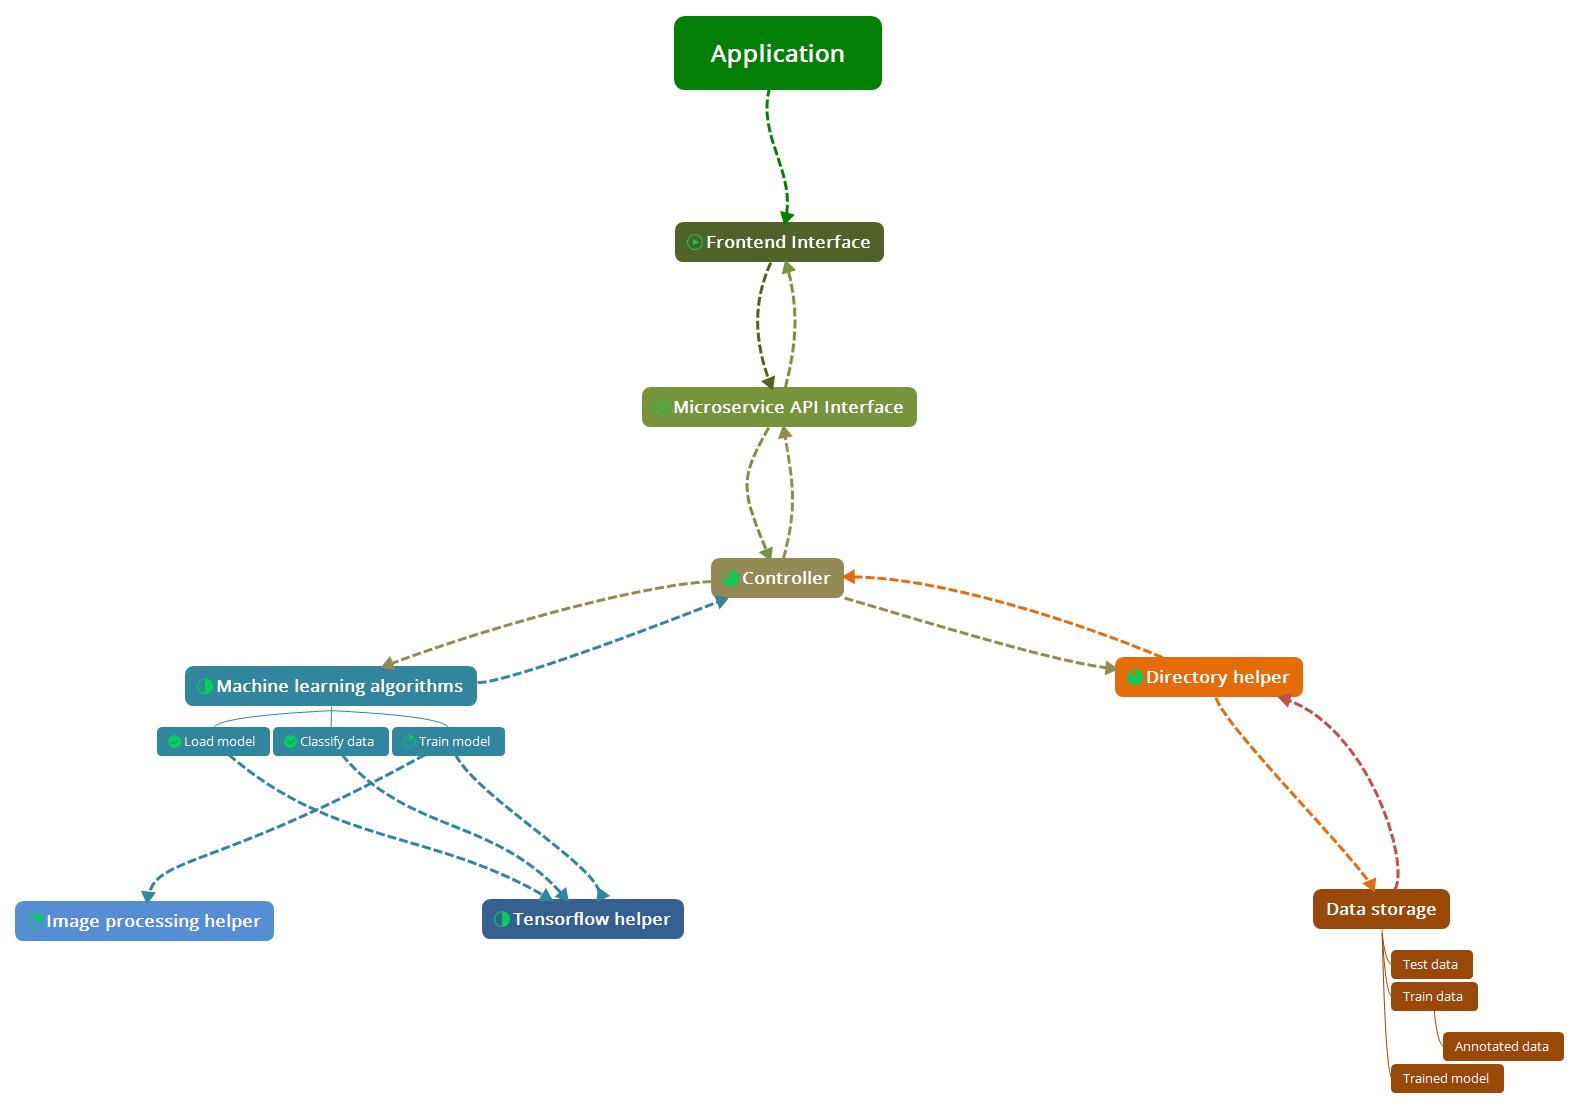 Application
Frontend Interface
Microservice API Interface
Controller
Machine learning algorithms
Directory helper
Load model
Classify data
Train model
Image processing helper
Tensorflow helper
Data storage
Test data
Train data
Annotated data
Trained model